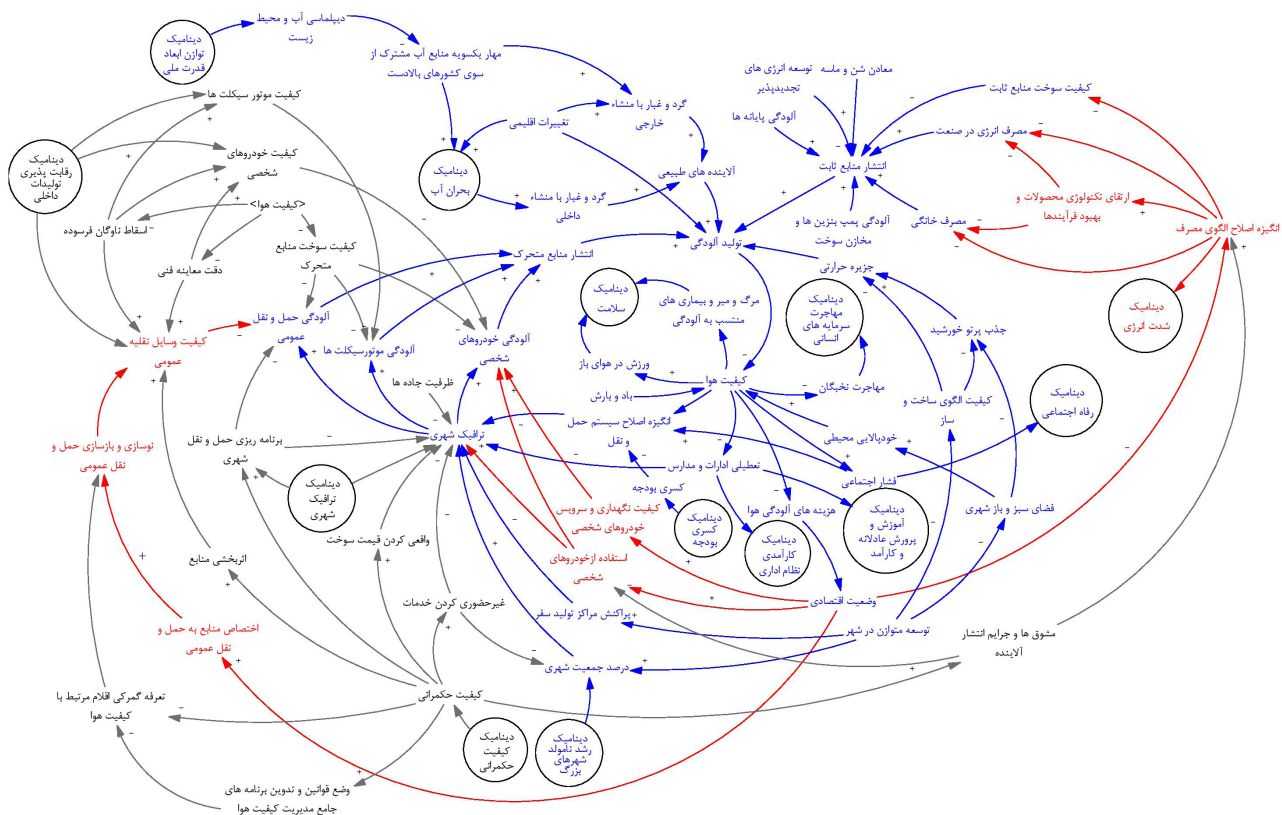 دینامیک
توازن ابعاد
قدرت ملی
دیپلماسی آب و محیط
زیست
مهار یکسویه منابع آب مشترک از
سوی کشورهای بالادست
معادن شن و ماسه
توسعه انرژی های
تجدیدپذیر
کیفیت سوخت منابع ثابت
کیفیت موتور سیکلت ها
گرد و غبار با منشاء
خارجی
تغییرات اقلیمی
آلودگی پایانه ها
مصرف انرژی در صنعت
دینامیک
رقابت پذیری
تولیدات
داخلی
کیفیت خودروهای
شخصی
دینامیک
بحران آب
آلاینده های طبیعی
انتشار منابع ثابت
گرد و غبار با منشاء
داخلی
ارتقای تکنولوژی محصولات و
بهبود فرآیندها
<کیفیت هوا>
اسقاط ناوگان فرسوده
آلودگی پمپ بنزین ها و
مخازن سوخت
مصرف خانگی
انگیزه اصلاح الگوی مصرف
کیفیت سوخت منابع
متحرک
تولید آلودگی
انتشار منابع متحرک
دقت معاینه فنی
جزیره حرارتی
دینامیک
سلامت
مرگ و میر و بیماری های
منتسب به آلودگی
دینامیک
مهاجرت
سرمایه های
انسانی
دینامیک
شدت انرژی
آلودگی حمل و نقل
عمومی
کیفیت وسایل نقلیه
عمومی
آلودگی موتورسیکلت ها
آلودگی خودروهای
شخصی
جذب پرتو خورشید
ورزش در هوای باز
کیفیت هوا
مهاجرت نخبگان
ظرفیت جاده ها
باد و بارش
کیفیت الگوی ساخت و
ساز
دینامیک
رفاه اجتماعی
انگیزه اصلاح سیستم حمل
و نقل
خودپالایی محیطی
ترافیک شهری
برنامه ریزی حمل و نقل
شهری
نوسازی و بازسازی حمل و
نقل عمومی
تعطیلی ادارات و مدارس
فشار اجتماعی
دینامیک
ترافیک
شهری
کسری بودجه
هزینه های آلودگی هوا
فضای سبز و باز شهری
کیفیت نگهداری و سرویس
خودروهای شخصی
دینامیک
کسری
بودجه
دینامیک
کارآمدی
نظام اداری
دینامیک
آموزش و
پرورش عادلانه
و کارآمد
واقعی کردن قیمت سوخت
اثربخشی منابع
استفاده ازخودروهای
شخصی
وضعیت اقتصادی
غیرحضوری کردن خدمات
پراکنش مراکز تولید سفر
توسعه متوازن در شهر
اختصاص منابع به حمل و
نقل عمومی
مشوق ها و جرایم انتشار
آلاینده
درصد جمعیت شهری
کیفیت حکمرانی
تعرفه گمرکی اقلام مرتبط با
کیفیت هوا
دینامیک
کیفیت
حکمرانی
دینامیک
رشد نامولد
شهرهای
بزرگ
وضع قوانین و تدوین برنامه های
جامع مدیریت کیفیت هوا